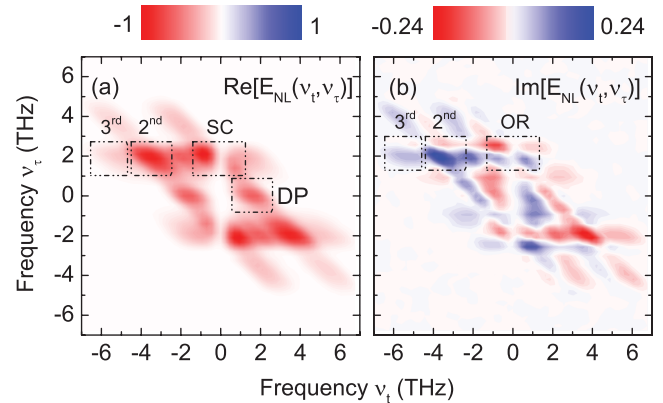 -1 1 -0.24 0.24
(a) Re[E_NL(ν_t,ν_τ)] (b) Im[E_NL(ν_t,ν_τ)]
3rd 2nd SC 3rd 2nd OR
DP
6
4
2
0
-2
-4
-6
Frequency ν_τ (THz)
-6 -4 -2 0 2 4 6 -6 -4 -2 0 2 4 6
Frequency ν_t (THz)